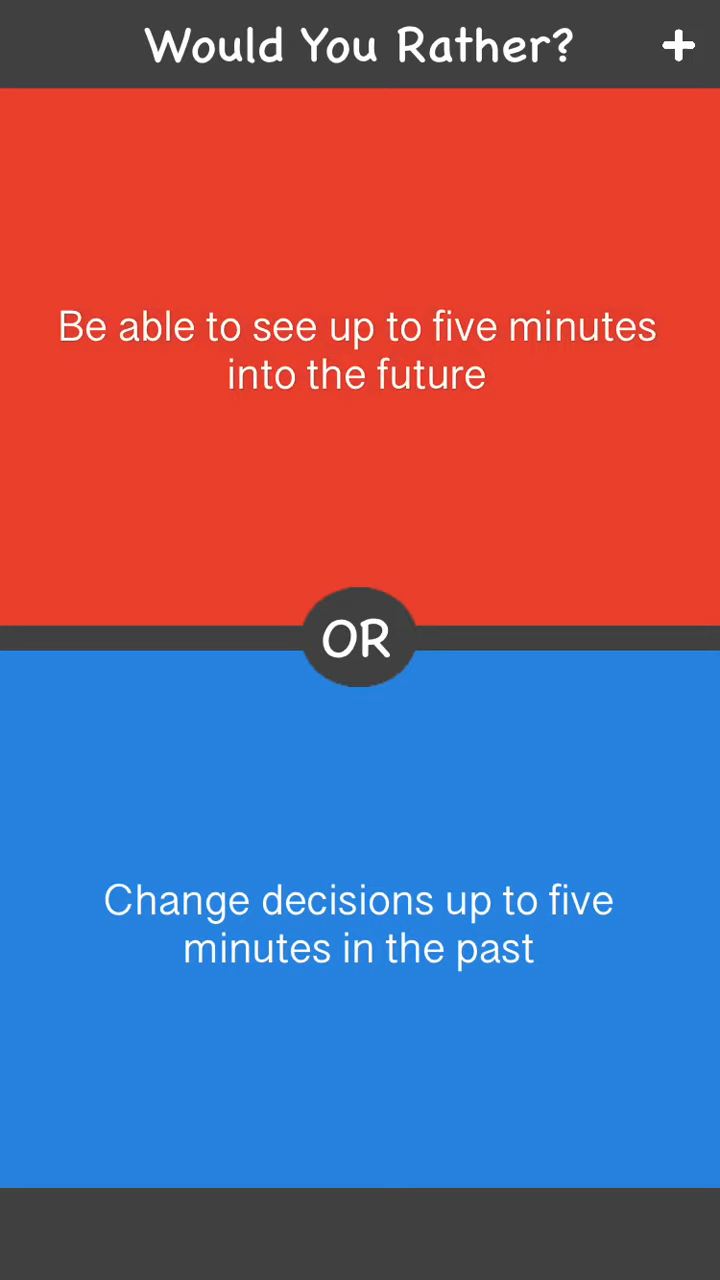 Would You Rather?
+
Be able to see up to five minutes
into the future
OR
Change decisions up to five
minutes in the past